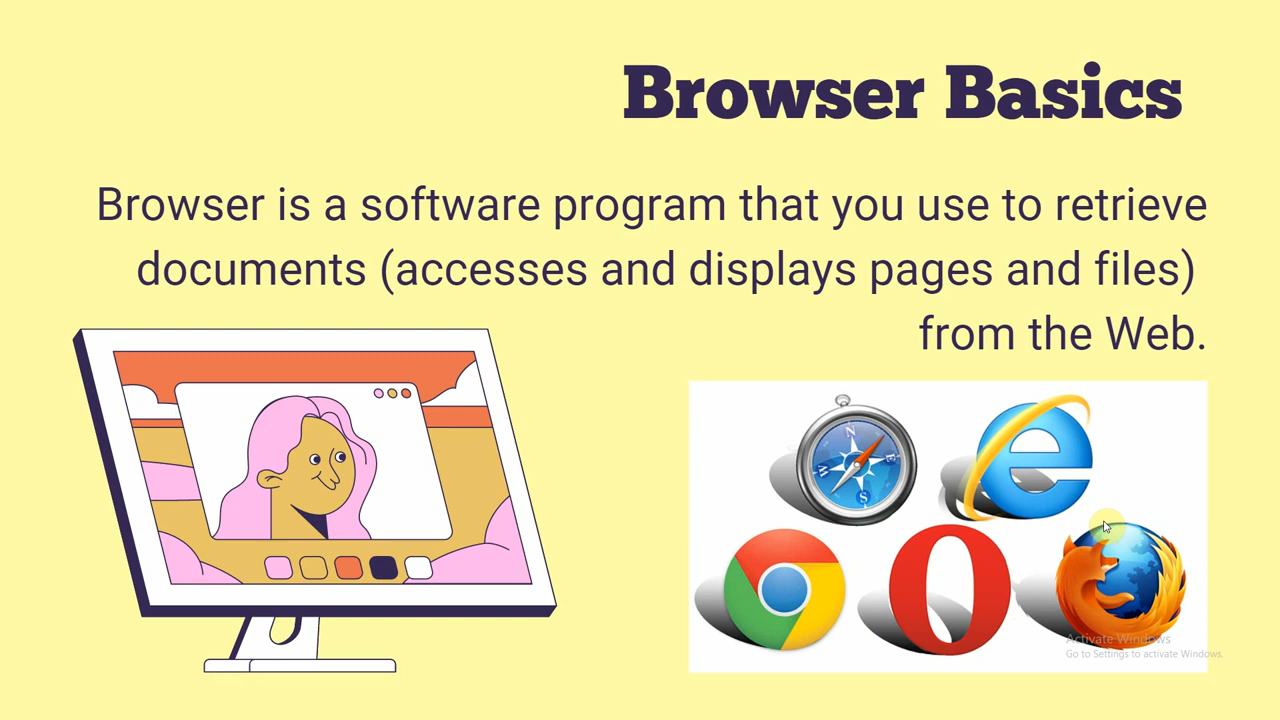 Browser Basics
Browser is a software program that you use to retrieve
documents (accesses and displays pages and files)
from the Web.
N
W
E
S
Activate Windows
Go to Settings to activate Windows.